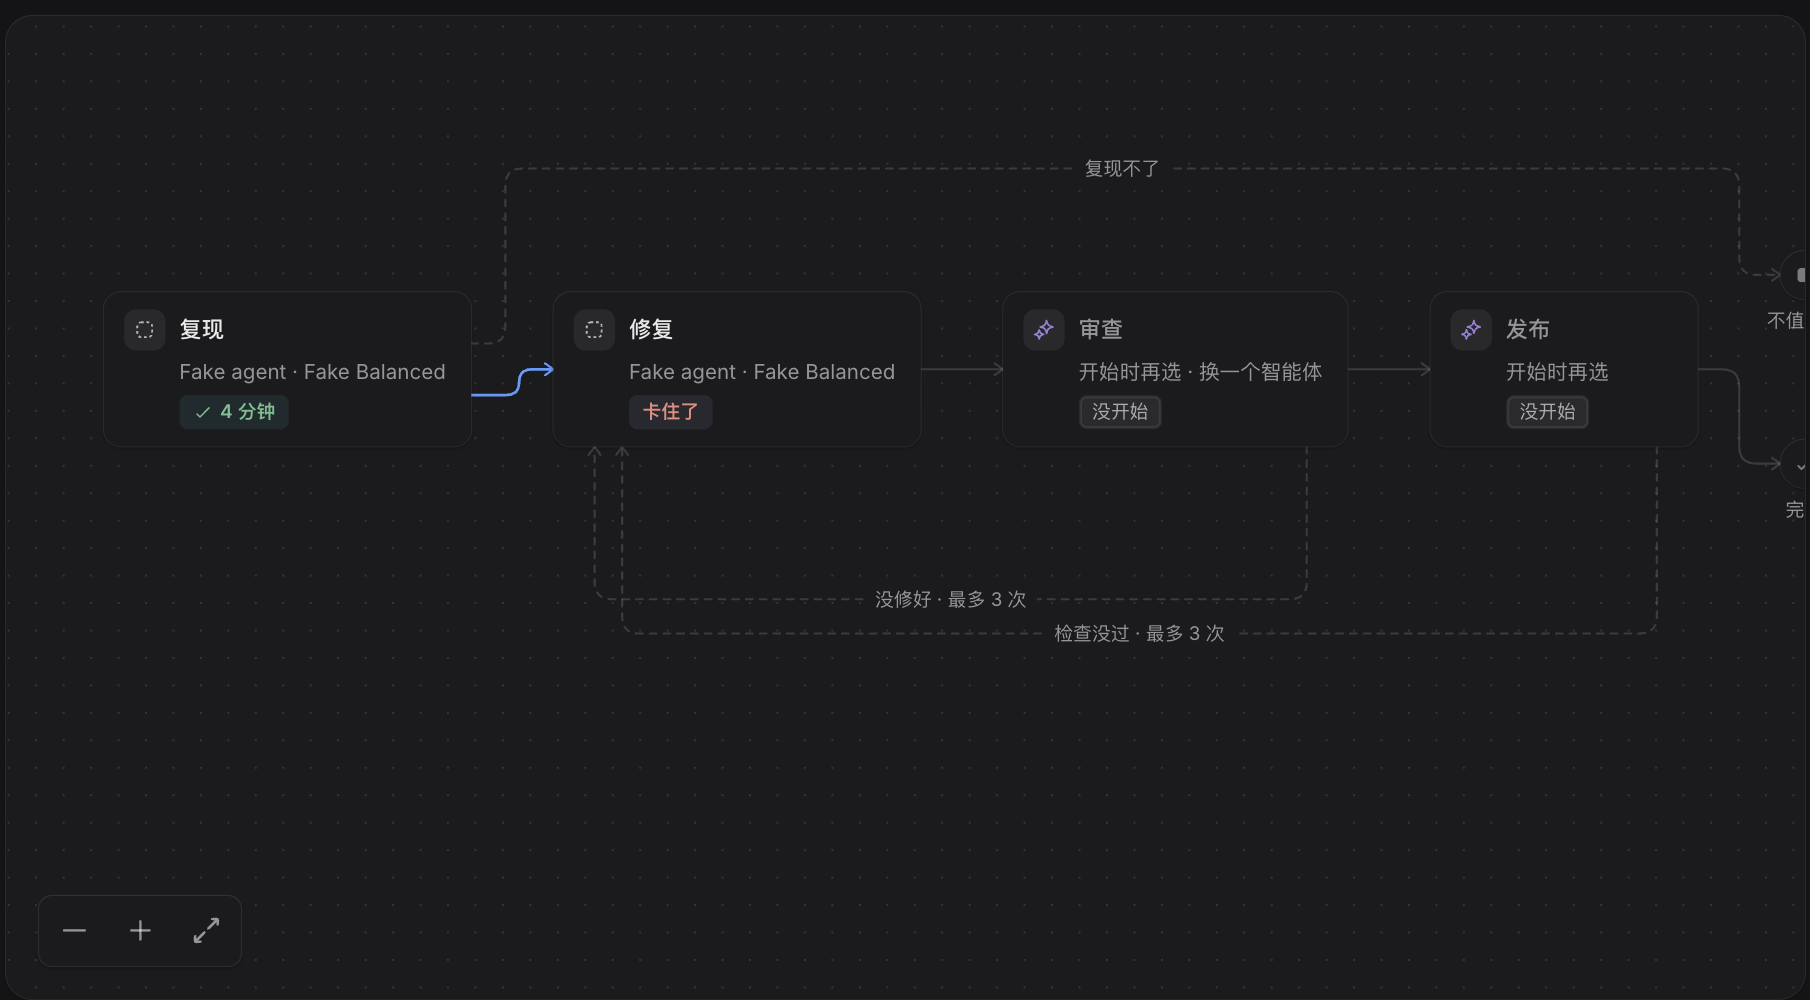 复现不了
复现
Fake agent · Fake Balanced
4 分钟
修复
Fake agent · Fake Balanced
卡住了
审查
开始时再选 · 换一个智能体
没开始
发布
开始时再选
没开始
不值
完
没修好 · 最多 3 次
检查没过 · 最多 3 次